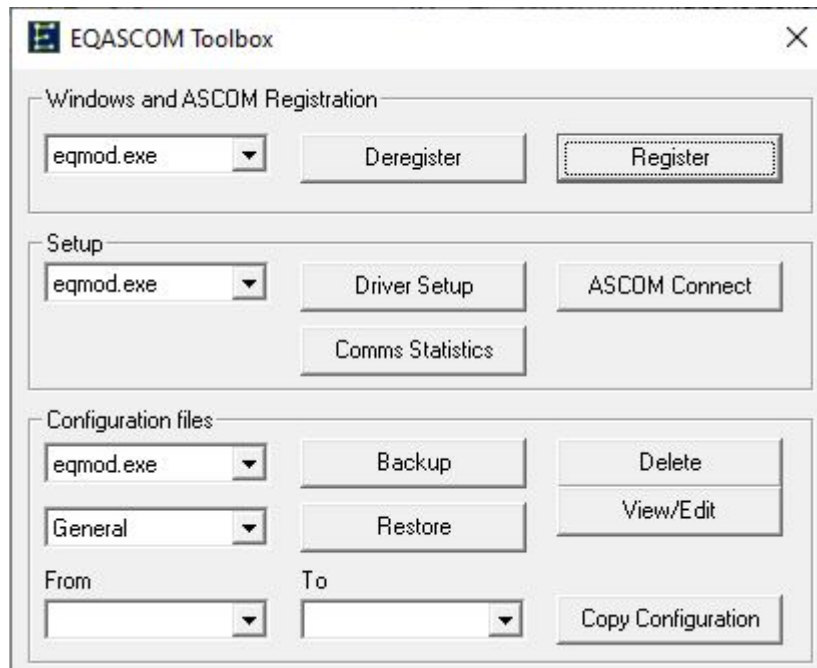 EQASCOM Toolbox
Windows and ASCOM Registration
eqmod.exe Deregister Register
Setup
eqmod.exe Driver Setup ASCOM Connect
Comms Statistics
Configuration files
eqmod.exe Backup Delete
General Restore View/Edit
From To
Copy Configuration